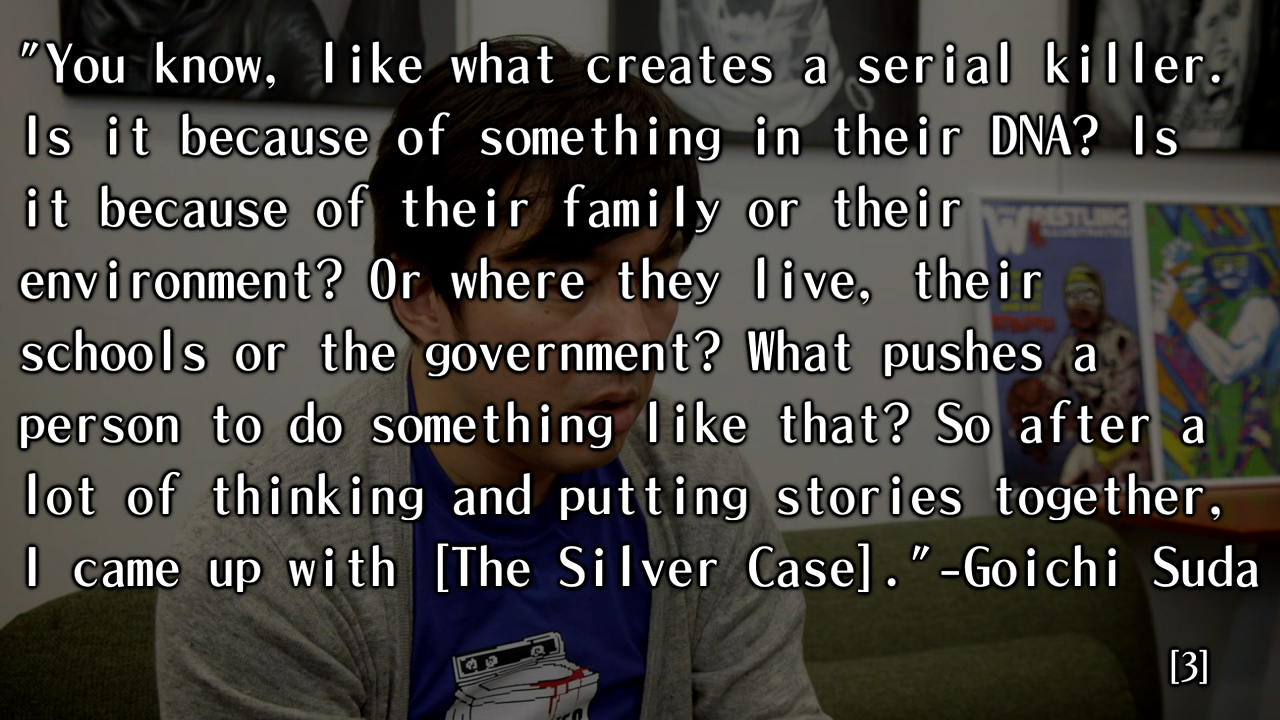 "You know, like what creates a serial killer.
Is it because of something in their DNA? Is
it because of their family or their
environment? Or where they live, their
schools or the government? What pushes a
person to do something like that? So after a
lot of thinking and putting stories together,
I came up with [The Silver Case]."-Goichi Suda
[3]
WRESTLING